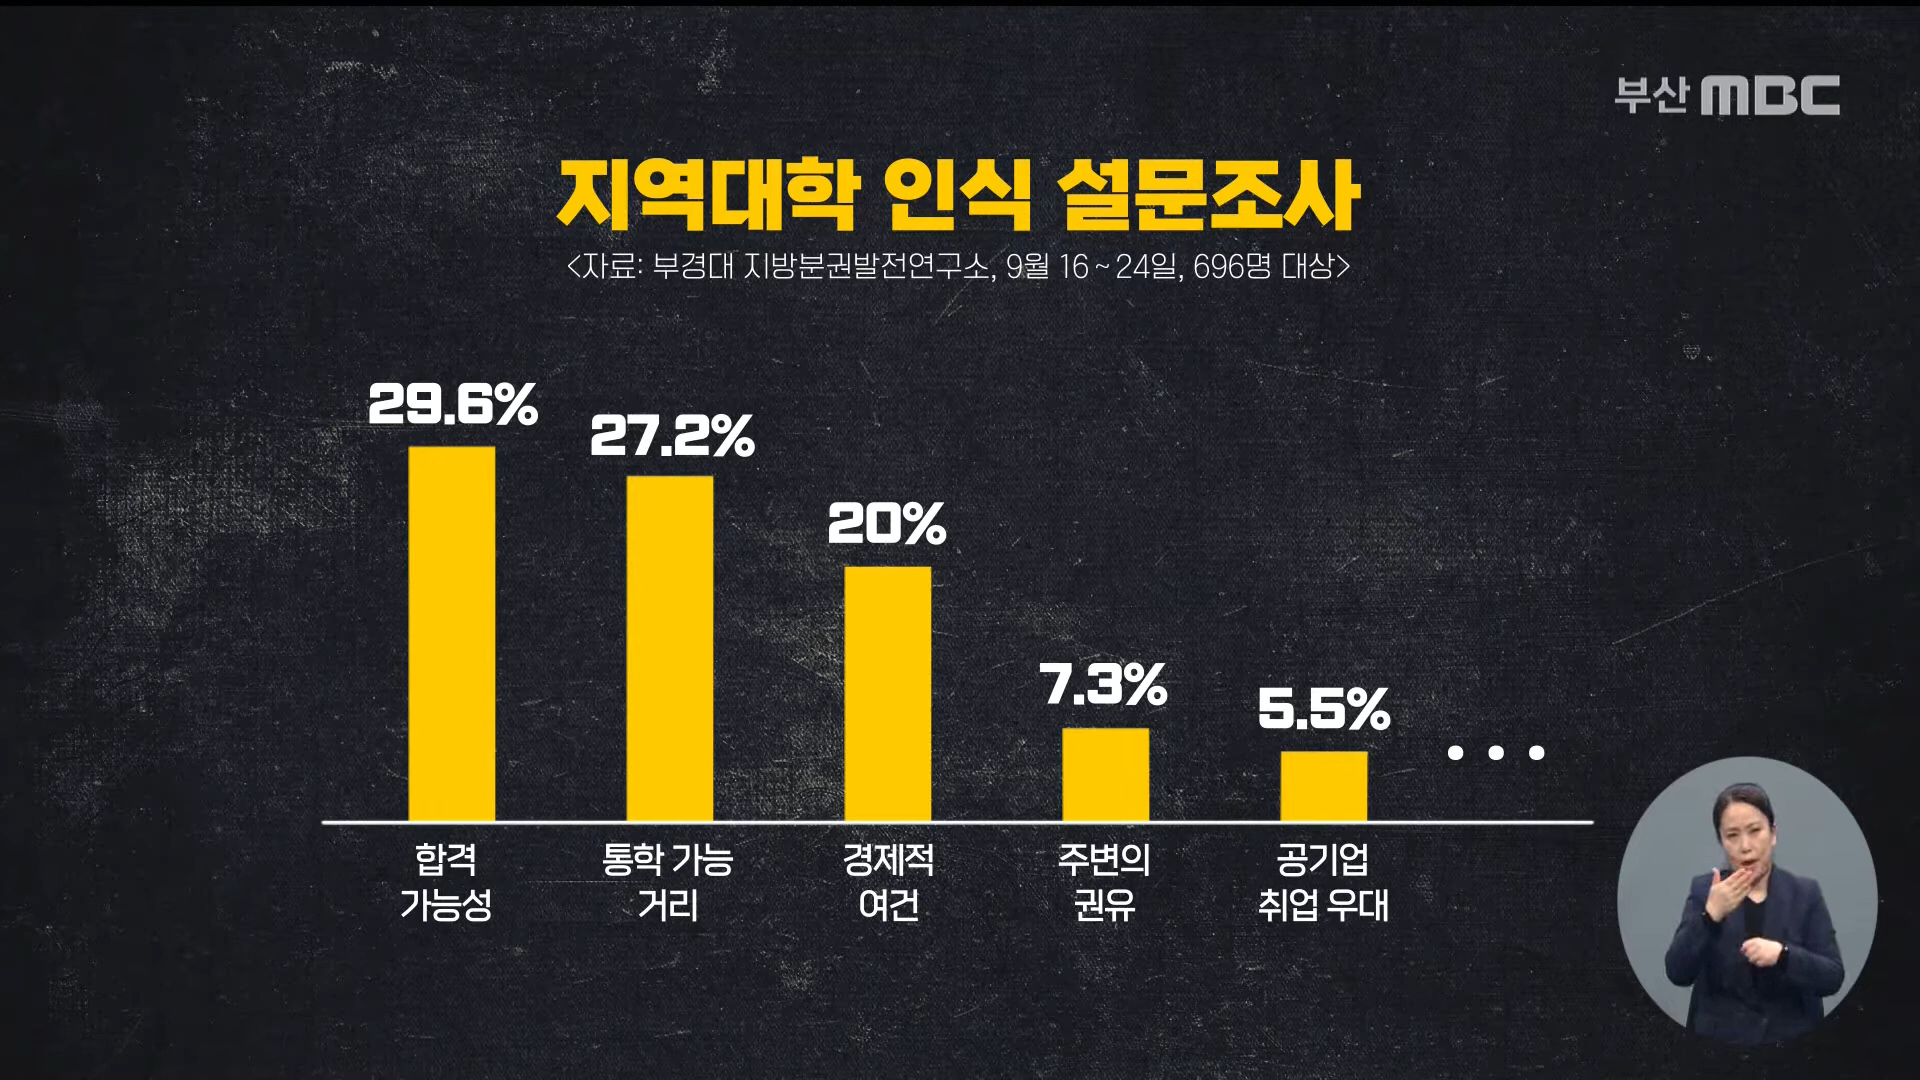 부산 MBC
지역대학 인식 설문조사
<자료: 부경대 지방분권발전연구소, 9월 16~24일, 696명 대상>
29.6%
27.2%
20%
7.3%
5.5%
...
합격
가능성
통학 가능
거리
경제적
여건
주변의
권유
공기업
취업 우대